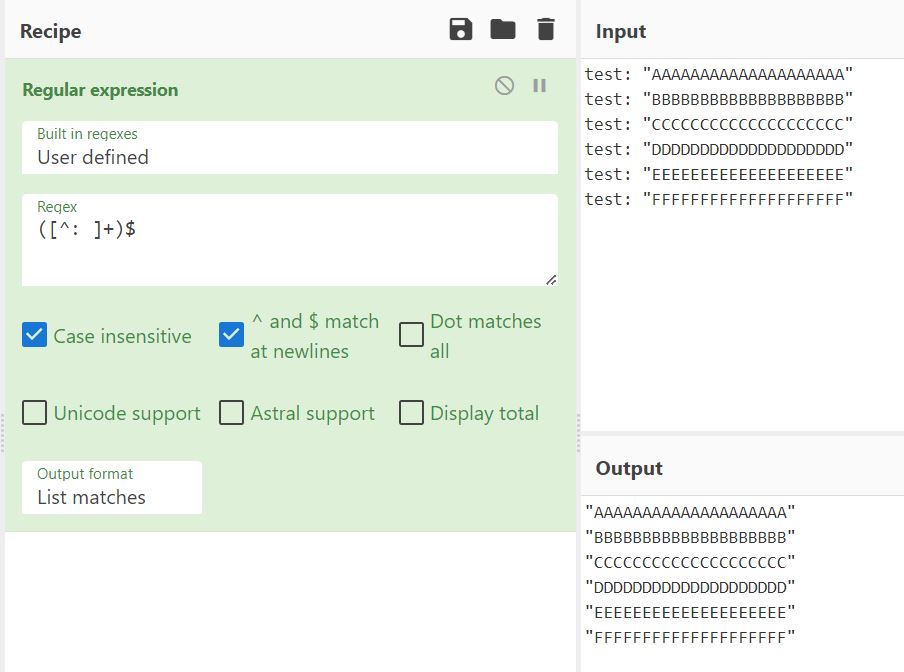 Recipe
Regular expression
Built in regexes
User defined
Regex
([^: ]+)$
Case insensitive
^ and $ match
at newlines
Dot matches
all
Unicode support
Astral support
Display total
Output format
List matches
Input
test: "AAAAAAAAAAAAAAAAAAAA"
test: "BBBBBBBBBBBBBBBBBBBB"
test: "CCCCCCCCCCCCCCCCCCCC"
test: "DDDDDDDDDDDDDDDDDDDD"
test: "EEEEEEEEEEEEEEEEEEEE"
test: "FFFFFFFFFFFFFFFFFFFF"
Output
"AAAAAAAAAAAAAAAAAAAA"
"BBBBBBBBBBBBBBBBBBBB"
"CCCCCCCCCCCCCCCCCCCC"
"DDDDDDDDDDDDDDDDDDDD"
"EEEEEEEEEEEEEEEEEEEE"
"FFFFFFFFFFFFFFFFFFFF"